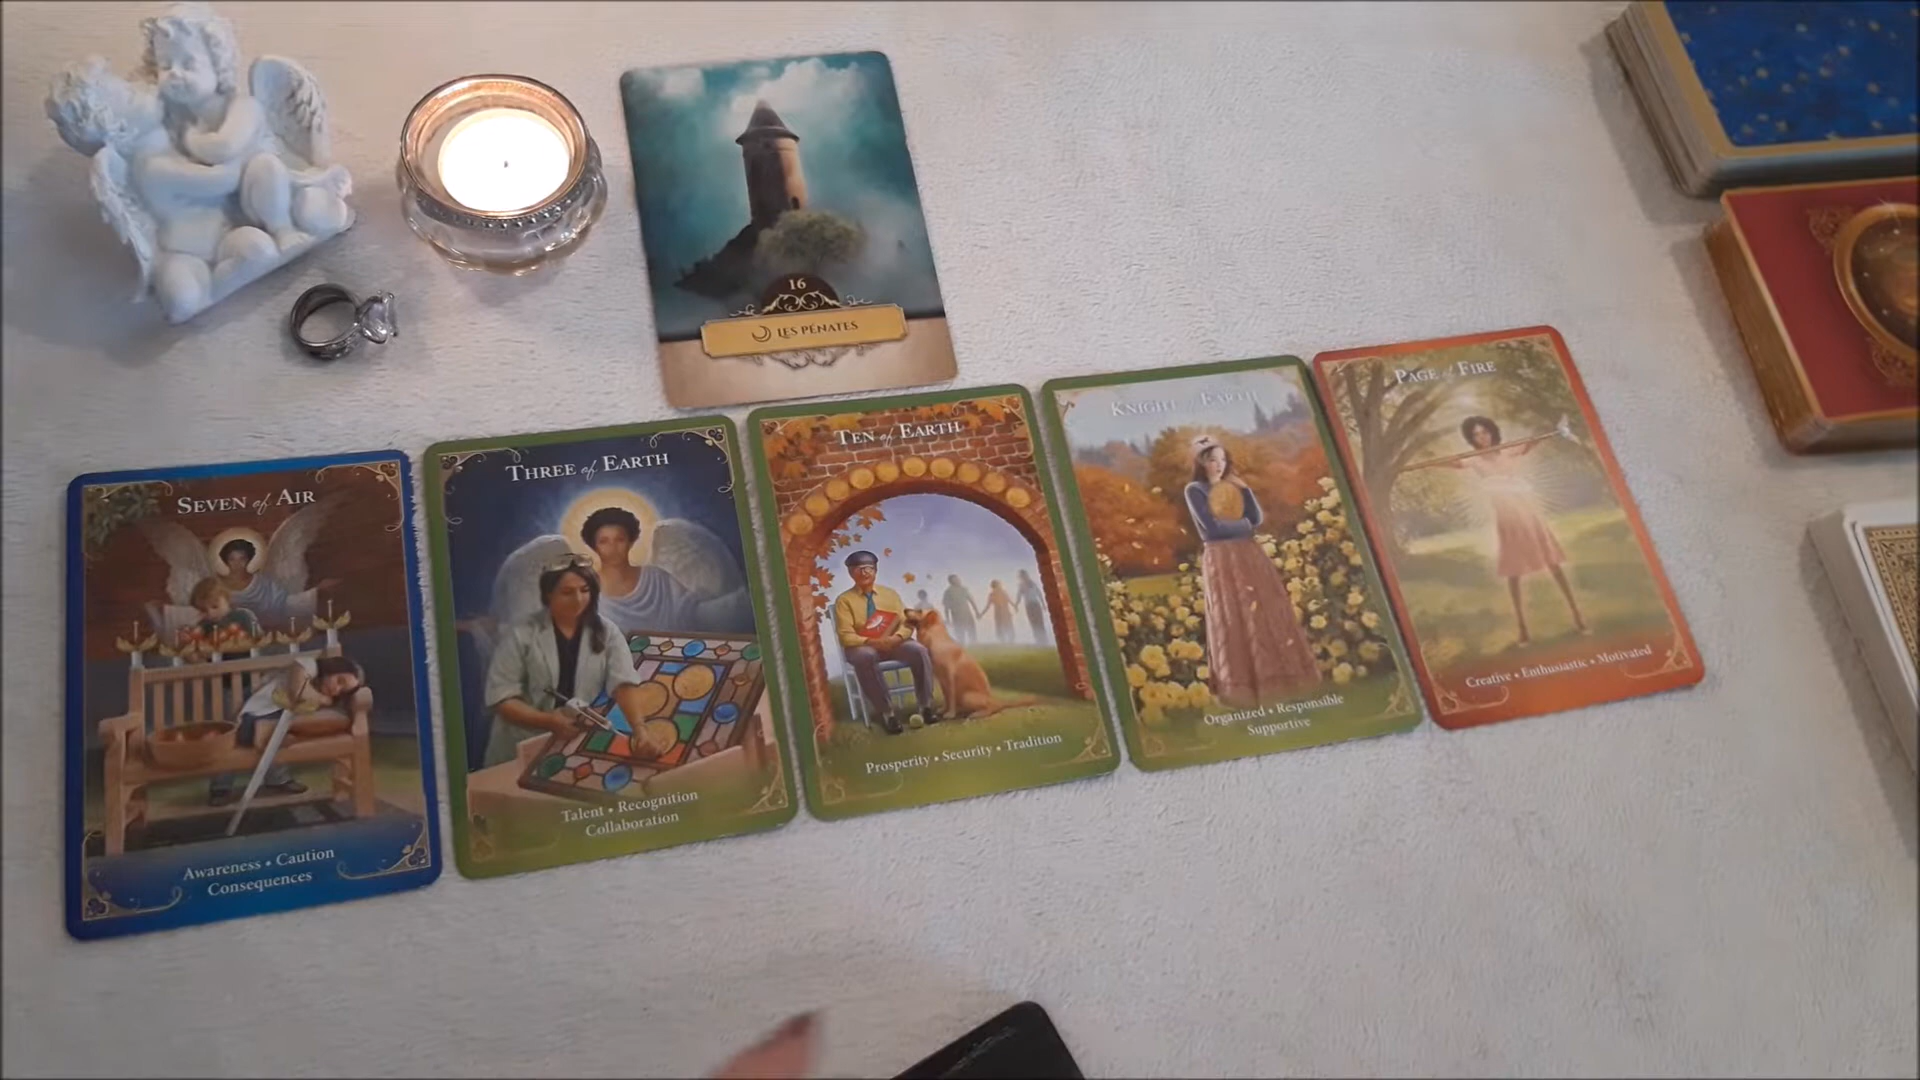 16
LES PÉNATES
SEVEN of AIR
Awareness • Caution
Consequences
THREE of EARTH
Talent • Recognition
Collaboration
TEN of EARTH
Prosperity • Security • Tradition
KNIGHT of EARTH
Organized • Responsible
Supportive
PAGE of FIRE
Creative • Enthusiastic • Motivated